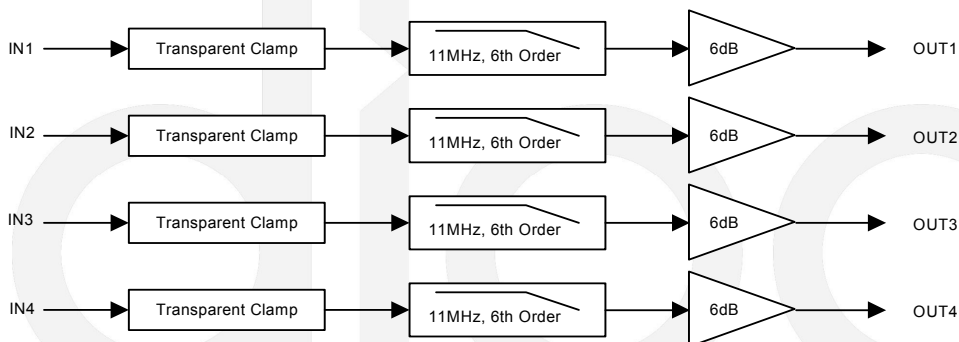 IN1 Transparent Clamp 11MHz, 6th Order 6dB OUT1
IN2 Transparent Clamp 11MHz, 6th Order 6dB OUT2
IN3 Transparent Clamp 11MHz, 6th Order 6dB OUT3
IN4 Transparent Clamp 11MHz, 6th Order 6dB OUT4